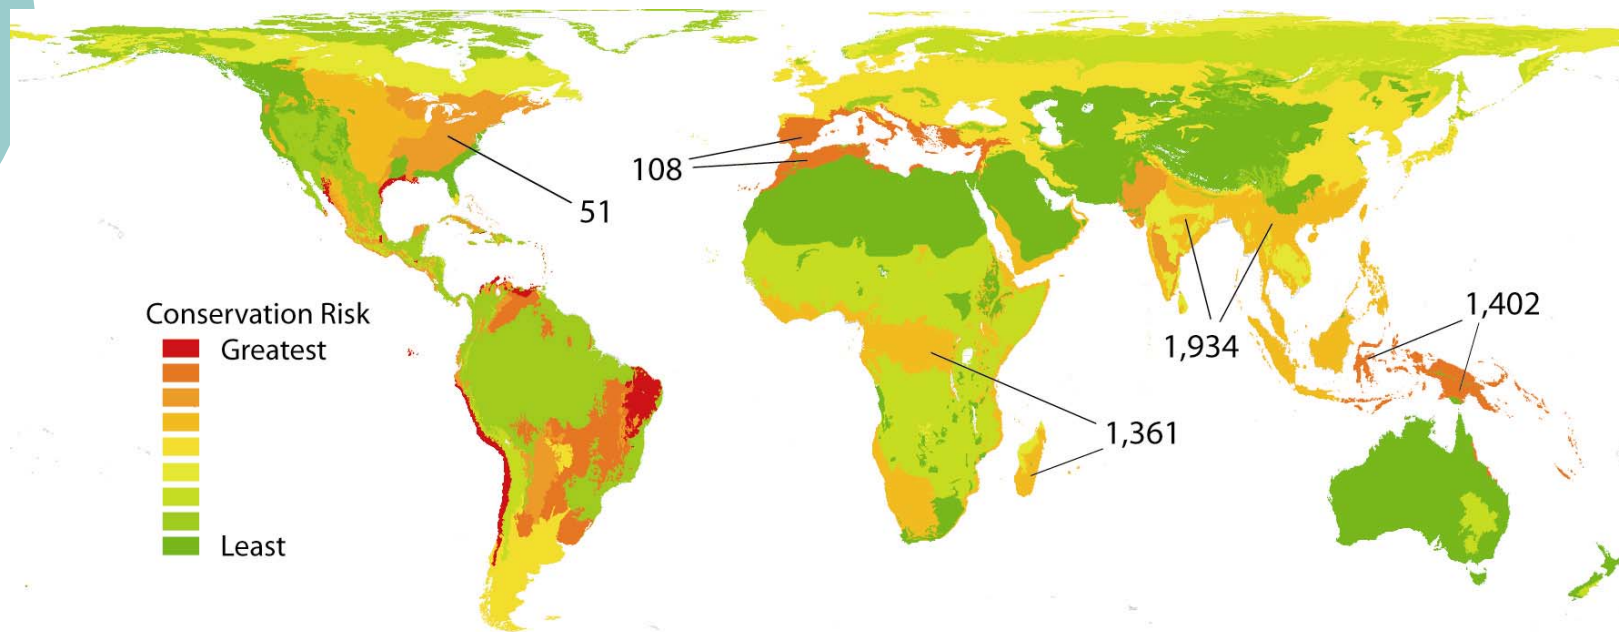 108
51
Conservation Risk
Greatest
Least
1,934
1,402
1,361